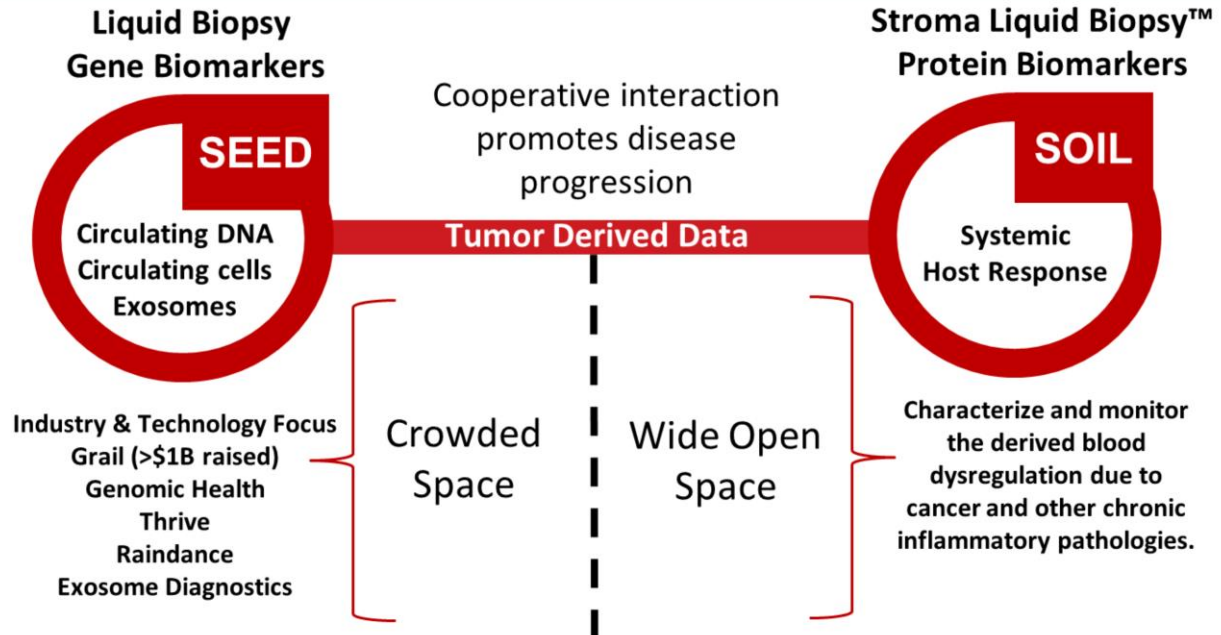 Liquid Biopsy
Gene Biomarkers
SEED
Circulating DNA
Circulating cells
Exosomes
Industry & Technology Focus
Grail (>$1B raised)
Genomic Health
Thrive
Raindance
Exosome Diagnostics
Cooperative interaction
promotes disease
progression
Tumor Derived Data
Crowded
Space
Wide Open
Space
Stroma Liquid Biopsy™
Protein Biomarkers
SOIL
Systemic
Host Response
Characterize and monitor
the derived blood
dysregulation due to
cancer and other chronic
inflammatory pathologies.